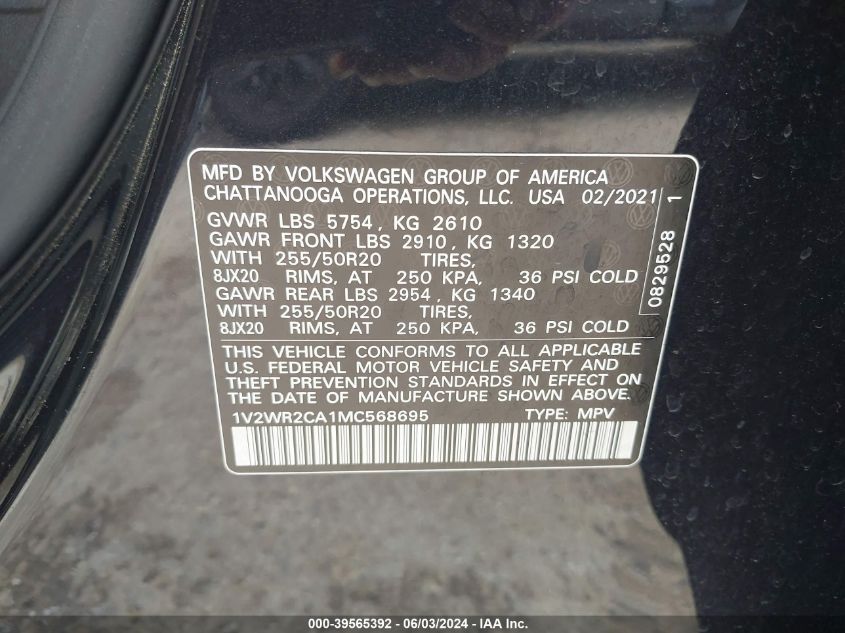 MFD BY VOLKSWAGEN GROUP OF AMERICA
CHATTANOOGA OPERATIONS, LLC. USA 02/2021
GVWR LBS 5754, KG 2610
GAWR FRONT LBS 2910, KG 1320
WITH 255/50R20 TIRES,
8JX20 RIMS, AT 250 KPA, 36 PSI COLD
GAWR REAR LBS 2954, KG 1340
WITH 255/50R20 TIRES,
8JX20 RIMS, AT 250 KPA, 36 PSI COLD
THIS VEHICLE CONFORMS TO ALL APPLICABLE
U.S. FEDERAL MOTOR VEHICLE SAFETY AND
THEFT PREVENTION STANDARDS IN EFFECT ON
THE DATE OF MANUFACTURE SHOWN ABOVE.
1V2WR2CA1MC568695 TYPE: MPV
0829528 1
000-39565392 - 06/03/2024 - IAA Inc.